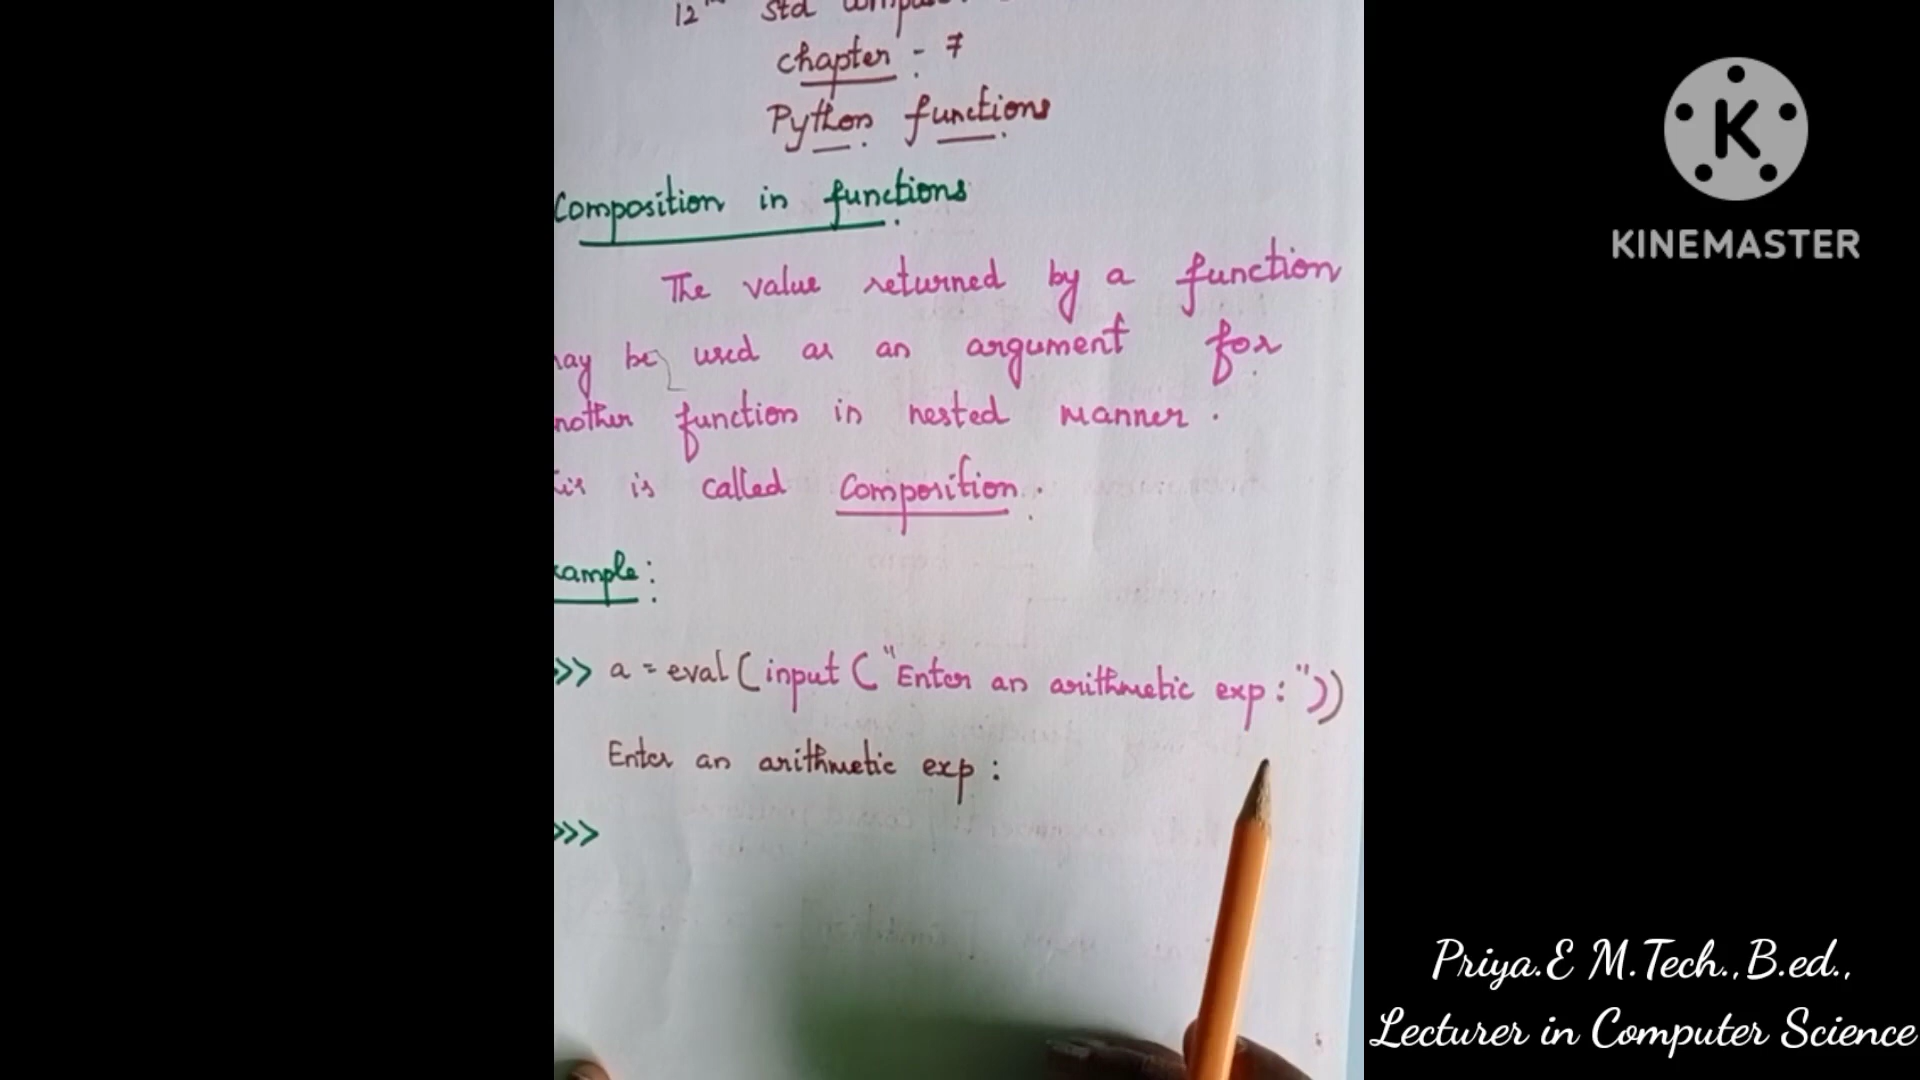 12th std
chapter :- 7
Python functions
Composition in functions
The value returned by a function
be used as an argument for
function in nested manner.
is called Composition.
>> a = eval ( input ( "Enter an arithmetic exp : "))
Enter an arithmetic exp :
>>>
KINEMASTER
Priya.E M.Tech.,B.ed.,
Lecturer in Computer Science